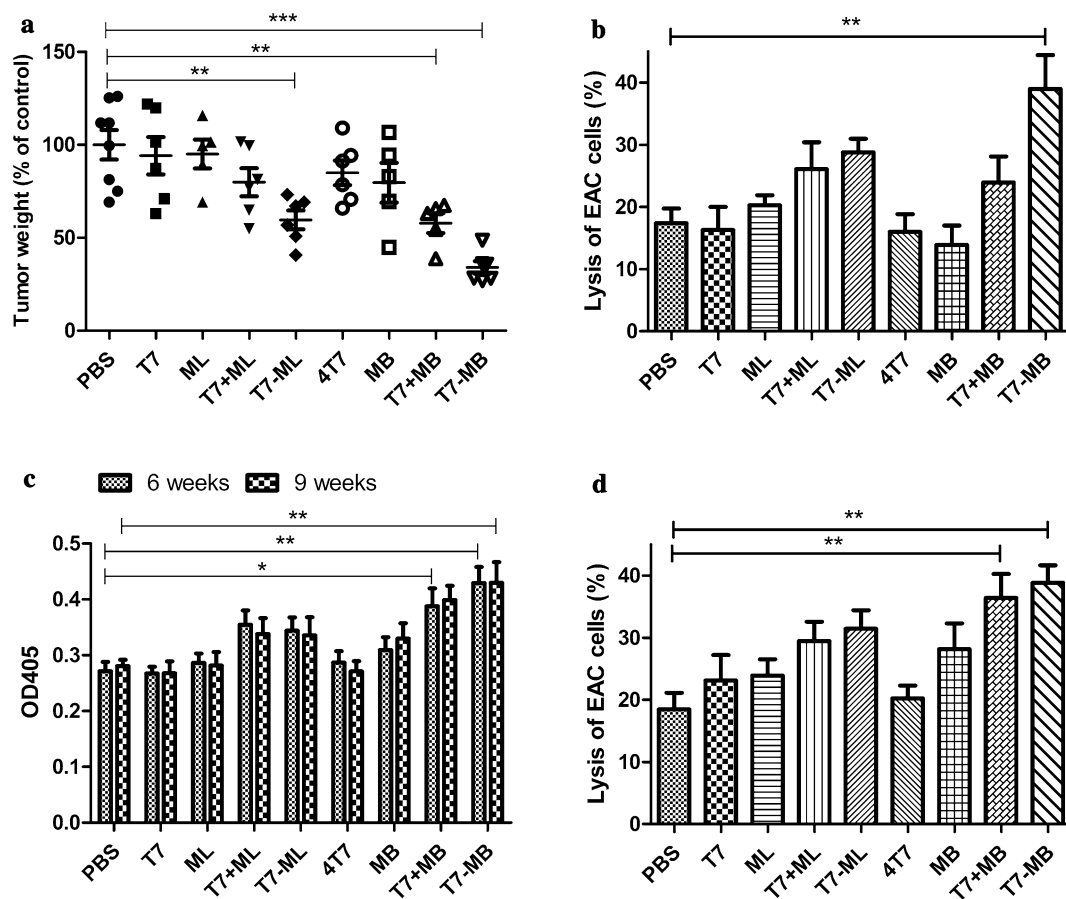 a
***
**
**
Tumor weight (% of control)
150
100
50
0
PBS
T7
ML
T7+ML
T7-ML
4T7
MB
T7+MB
T7-MB
b
**
Lysis of EAC cells (%)
40
30
20
10
0
PBS
T7
ML
T7+ML
T7-ML
4T7
MB
T7+MB
T7-MB
c
6 weeks
9 weeks
**
**
*
OD405
0.5
0.4
0.3
0.2
0.1
0.0
PBS
T7
ML
T7+ML
T7-ML
4T7
MB
T7+MB
T7-MB
d
**
**
Lysis of EAC cells (%)
40
30
20
10
0
PBS
T7
ML
T7+ML
T7-ML
4T7
MB
T7+MB
T7-MB